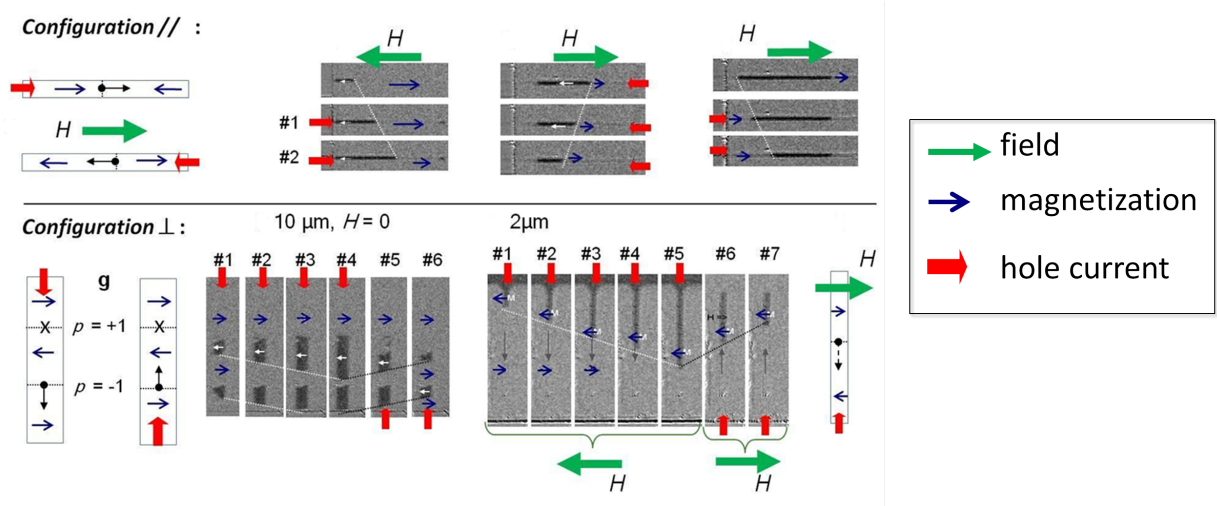 Configuration // :
H
H
H
H
#1
#2
Configuration ⊥ :
10 µm, H = 0
2µm
#1 #2 #3 #4 #5 #6
#1 #2 #3 #4 #5 #6 #7
H
g
X
X
p = +1
p = -1
M
M
M
M
M
H =>
M
M
H
H
field
magnetization
hole current